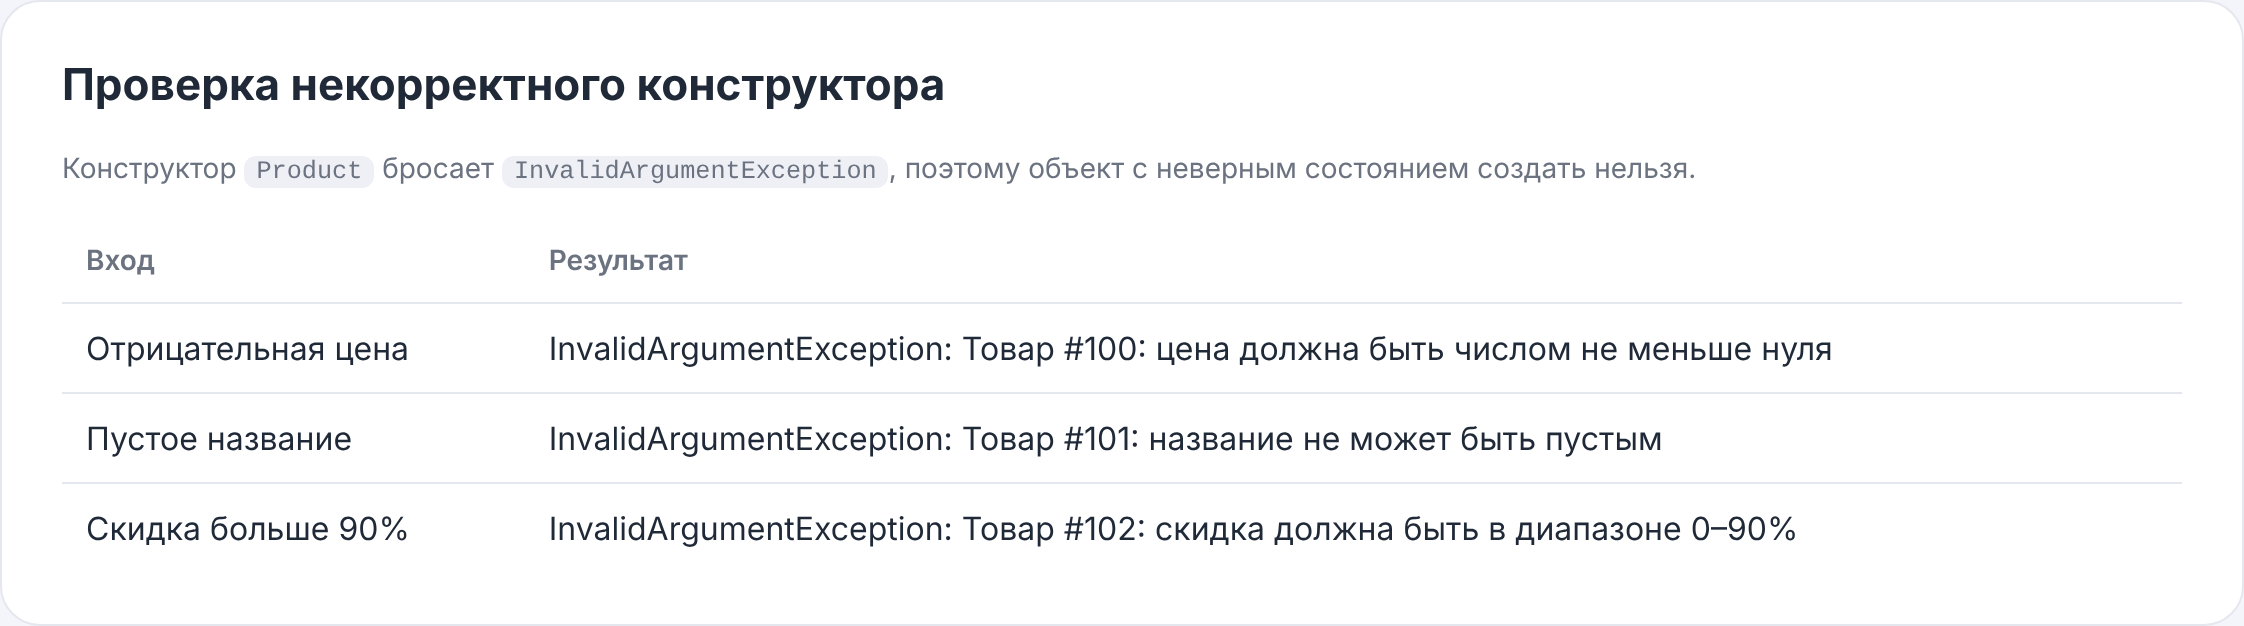 Проверка некорректного конструктора
Конструктор Product бросает InvalidArgumentException, поэтому объект с неверным состоянием создать нельзя.
Вход Результат
Отрицательная цена InvalidArgumentException: Товар #100: цена должна быть числом не меньше нуля
Пустое название InvalidArgumentException: Товар #101: название не может быть пустым
Скидка больше 90% InvalidArgumentException: Товар #102: скидка должна быть в диапазоне 0–90%